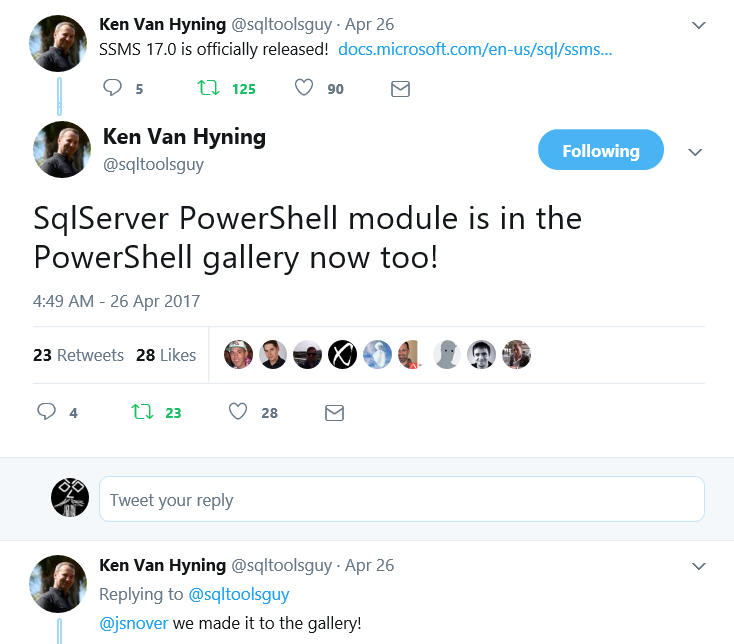 Ken Van Hyning @sqltoolsguy · Apr 26
SSMS 17.0 is officially released! docs.microsoft.com/en-us/sql/ssms...
5 125 90
Ken Van Hyning
@sqltoolsguy
Following
SqlServer PowerShell module is in the
PowerShell gallery now too!
4:49 AM - 26 Apr 2017
23 Retweets 28 Likes
4 23 28
Tweet your reply
Ken Van Hyning @sqltoolsguy · Apr 26
Replying to @sqltoolsguy
@jsnover we made it to the gallery!